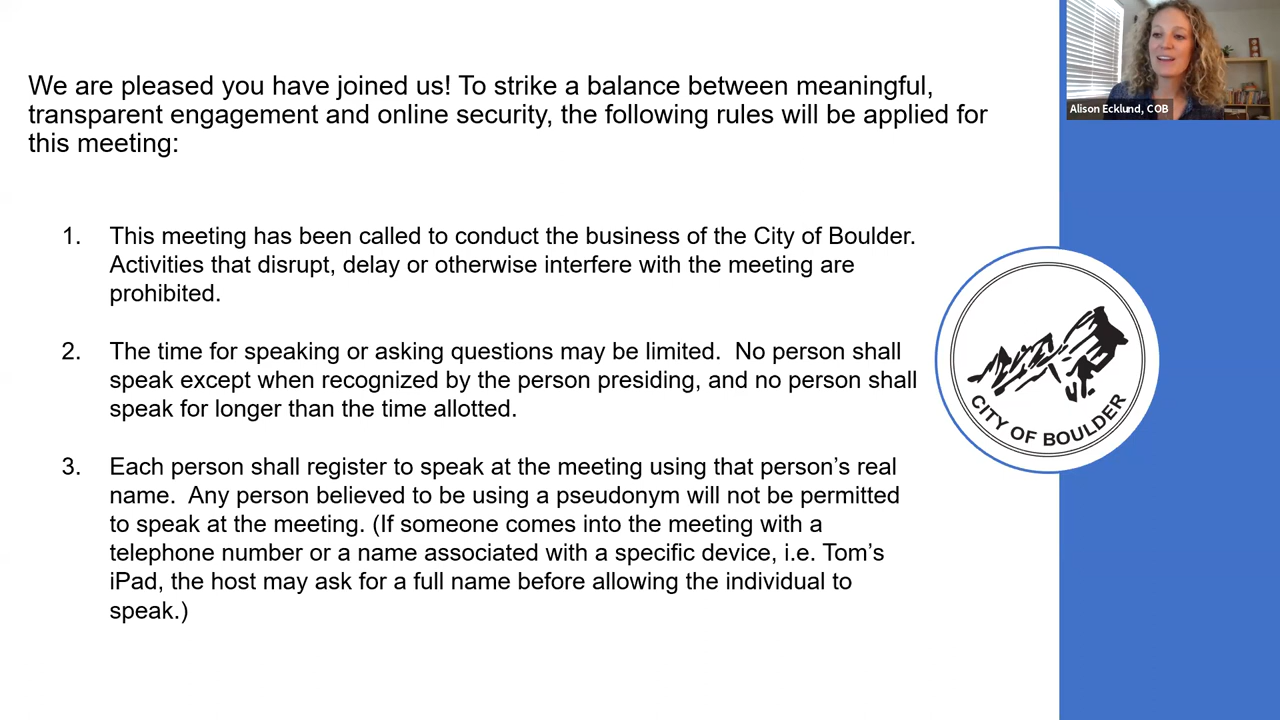 We are pleased you have joined us! To strike a balance between meaningful,
transparent engagement and online security, the following rules will be applied for
this meeting:
1. This meeting has been called to conduct the business of the City of Boulder.
Activities that disrupt, delay or otherwise interfere with the meeting are
prohibited.
2. The time for speaking or asking questions may be limited.  No person shall
speak except when recognized by the person presiding, and no person shall
speak for longer than the time allotted.
3. Each person shall register to speak at the meeting using that person’s real
name.  Any person believed to be using a pseudonym will not be permitted
to speak at the meeting. (If someone comes into the meeting with a
telephone number or a name associated with a specific device, i.e. Tom’s
iPad, the host may ask for a full name before allowing the individual to
speak.)
Alison Ecklund, COB
CITY OF BOULDER